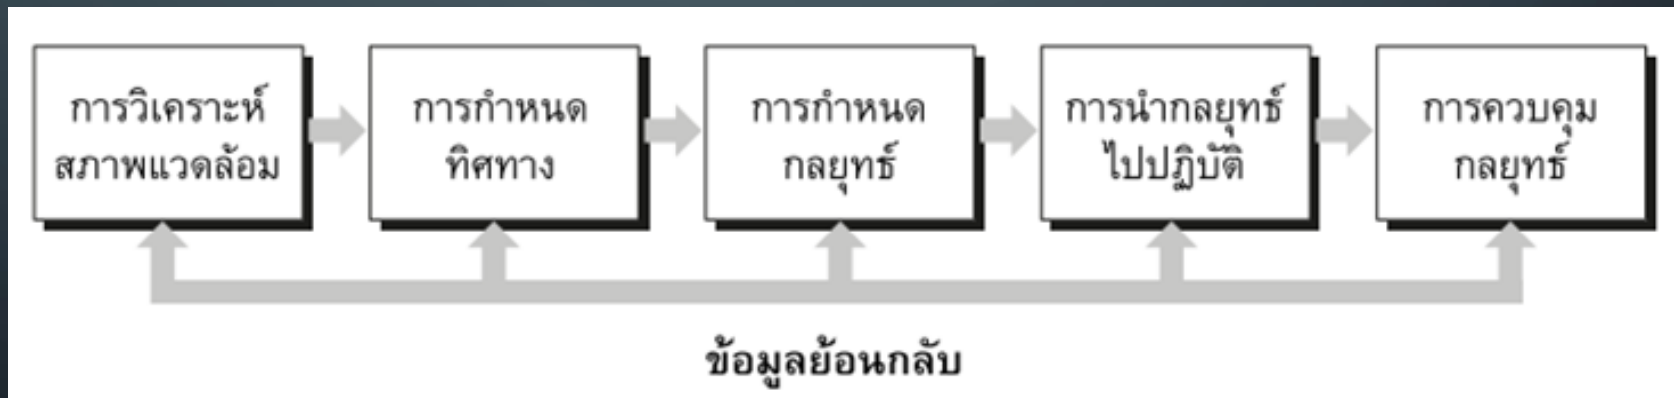 การวิเคราะห์
สภาพแวดล้อม
การกำหนด
ทิศทาง
การกำหนด
กลยุทธ์
การนำกลยุทธ์
ไปปฏิบัติ
การควบคุม
กลยุทธ์
ข้อมูลย้อนกลับ